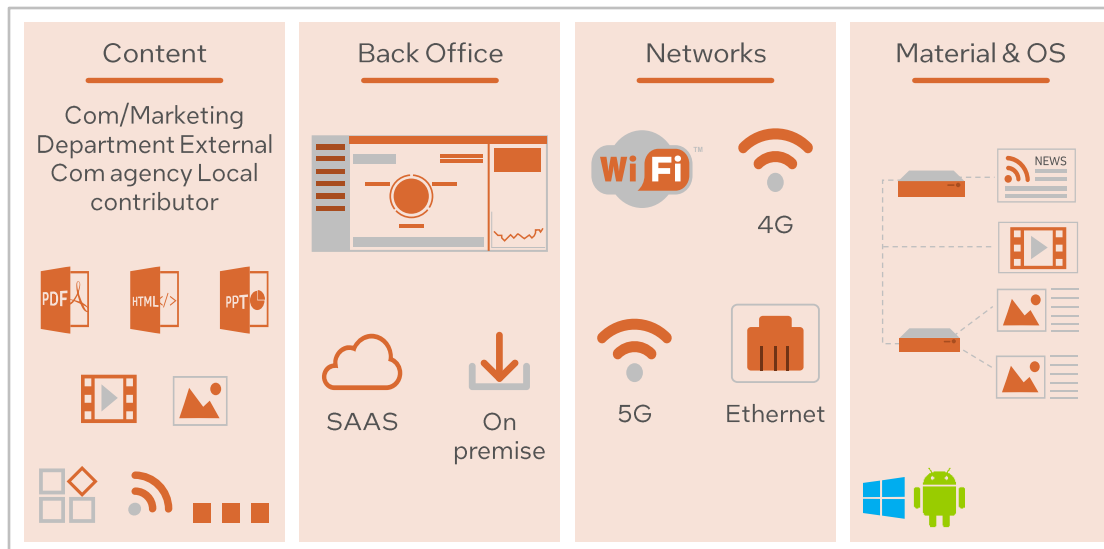 Content
Com/Marketing
Department External
Com agency Local
contributor
PDF
HTML </>
PPT
Back Office
SAAS
On
premise
Networks
Wi Fi ™
4G
5G
Ethernet
Material & OS
NEWS